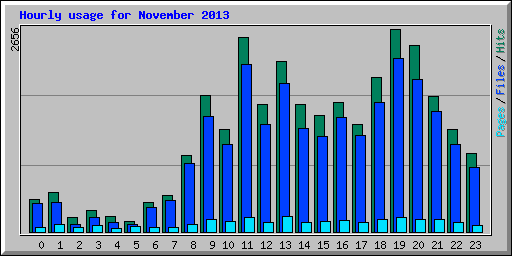 Hourly usage for November 2013
2656
Pages / Files / Hits
0 1 2 3 4 5 6 7 8 9 10 11 12 13 14 15 16 17 18 19 20 21 22 23